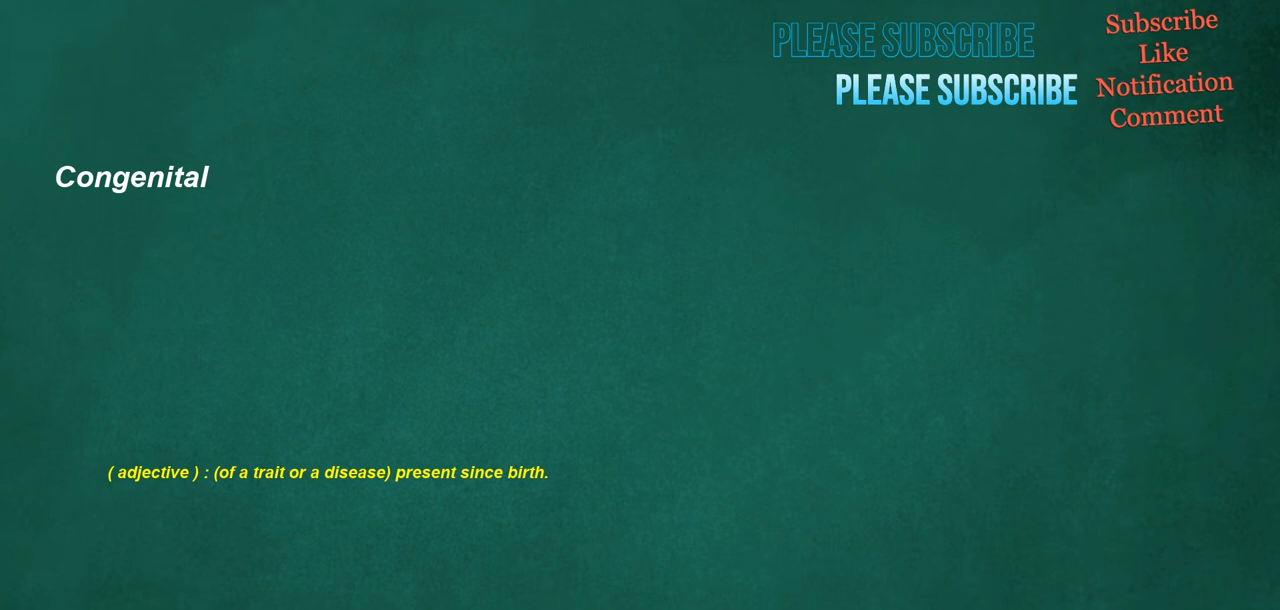 PLEASE SUBSCRIBE
PLEASE SUBSCRIBE
Subscribe
Like
Notification
Comment
Congenital
( adjective ) : (of a trait or a disease) present since birth.